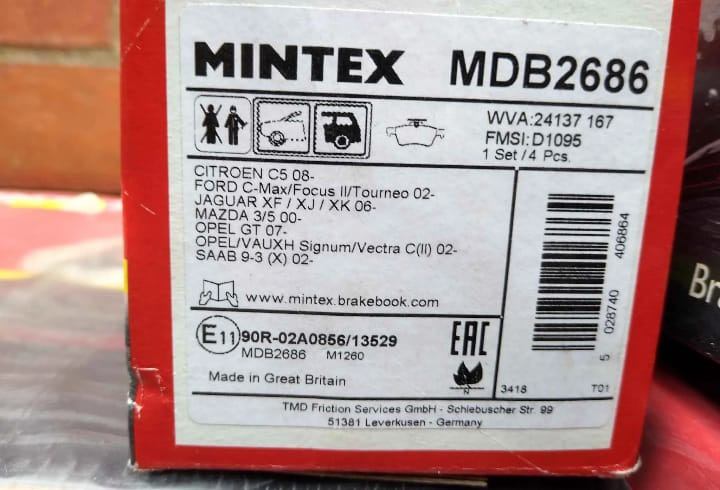 MINTEX MDB2686
WVA:24137 167
FMSI:D1095
1 Set/4 Pcs.
CITROEN C5 08-
FORD C-Max/Focus II/Tourneo 02-
JAGUAR XF / XJ / XK 06-
MAZDA 3/5 00-
OPEL GT 07-
OPEL/VAUXH Signum/Vectra C(II) 02-
SAAB 9-3 (X) 02-
www.mintex.brakebook.com
5 028740 406864
E11 90R-02A0856/13529
MDB2686 M1260
EAC
N
Made in Great Britain
3418 T01
TMD Friction Services GmbH - Schlebuscher Str. 99
51381 Leverkusen - Germany
Br